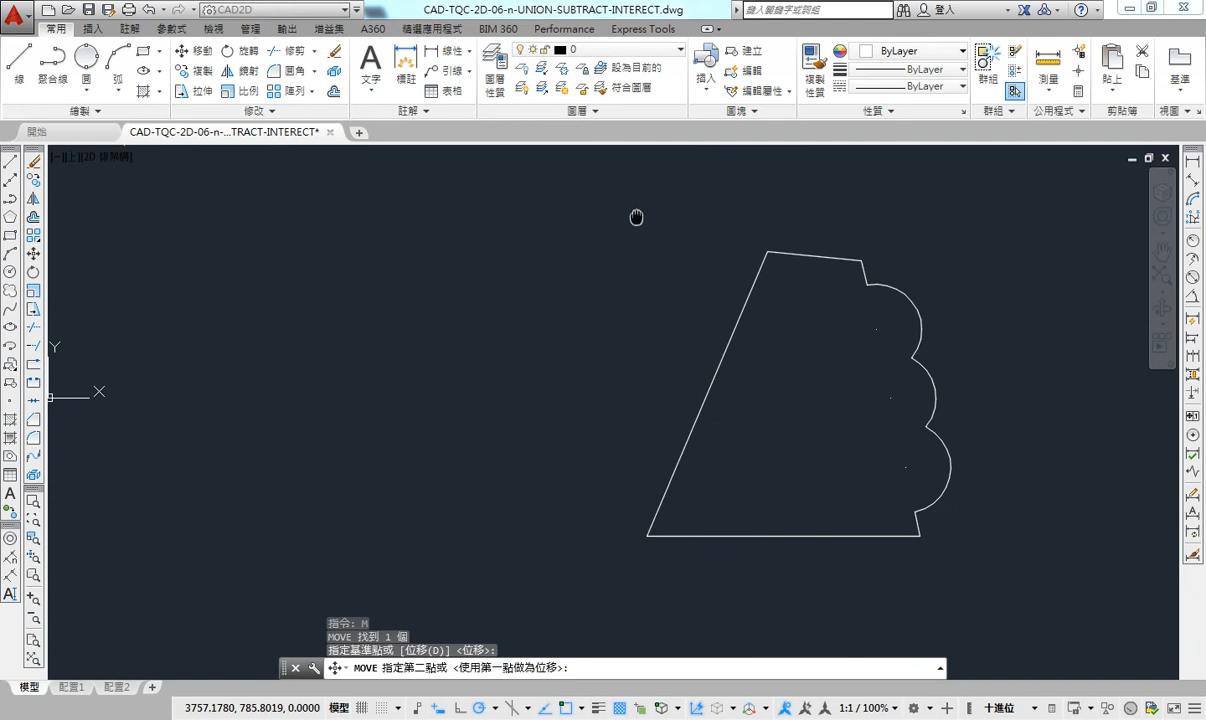 CAD2D
CAD-TQC-2D-06-n-UNION-SUBTRACT-INTERECT.dwg
鍵入關鍵字或詞組
登入
常用 插入 註解 參數式 檢視 管理 輸出 增益集 A360 精選應用程式 BIM 360 Performance Express Tools
移動 旋轉 修剪 線性 0 建立 ByLayer
線 聚合線 圓 弧 複製 鏡射 圓角 文字 標註 引線 圖層性質 設為目前的 插入 編輯 複製性質 ByLayer 群組 測量 貼上 基準
拉伸 比例 陣列 表格 符合圖層 編輯屬性 ByLayer
繪製 修改 註解 圖層 圖塊 性質 群組 公用程式 剪貼簿 視圖
開始 CAD-TQC-2D-06-n-...TRACT-INTERECT*
Y
X
指令: M
MOVE 找到 1 個
指定基準點或 [位移(D)] <位移>:
MOVE 指定第二點或 <使用第一點做為位移>:
模型 配置1 配置2
3757.1780, 785.8019, 0.0000 模型 1:1 / 100% 十進位